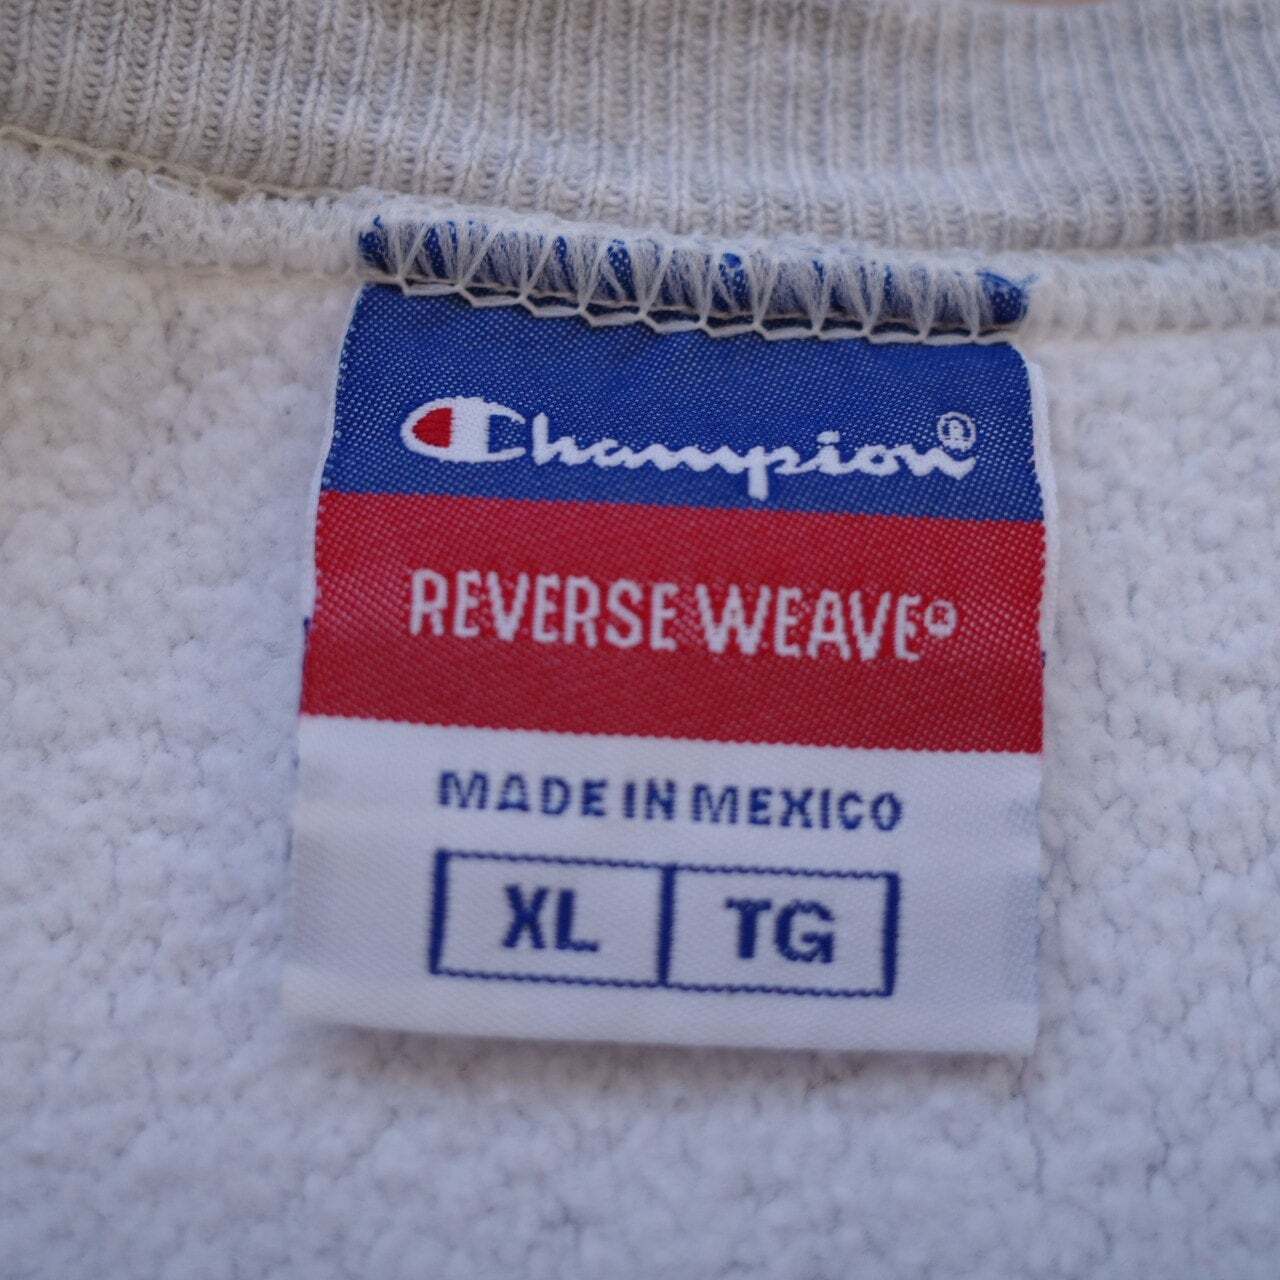 Champion®
REVERSE WEAVE®
MADE IN MEXICO
XL TG